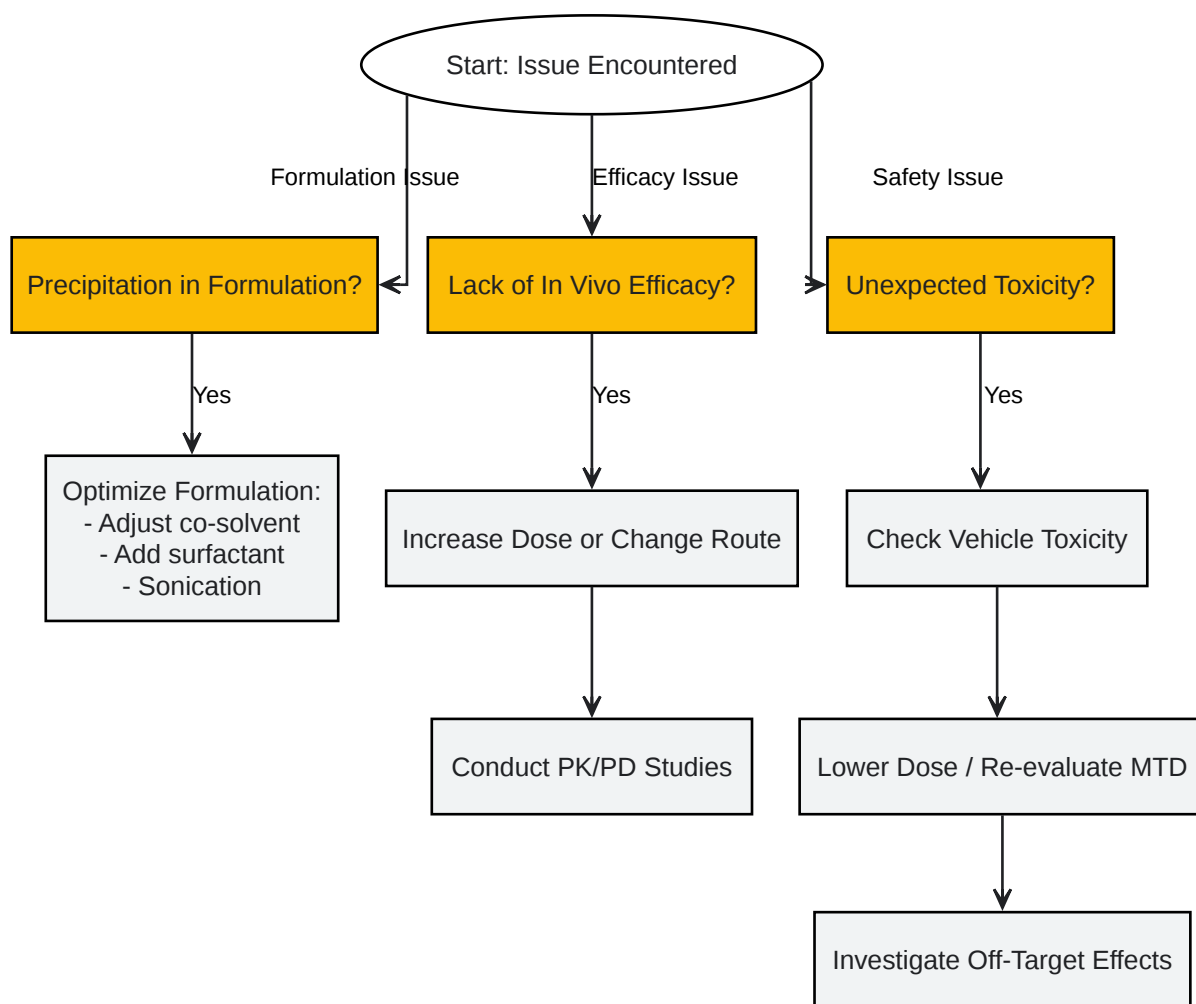 Start: Issue Encountered
Formulation Issue
Efficacy Issue
Safety Issue
Precipitation in Formulation?
Lack of In Vivo Efficacy?
Unexpected Toxicity?
Yes
Yes
Yes
Optimize Formulation:
- Adjust co-solvent
- Add surfactant
- Sonication
Increase Dose or Change Route
Check Vehicle Toxicity
Conduct PK/PD Studies
Lower Dose / Re-evaluate MTD
Investigate Off-Target Effects